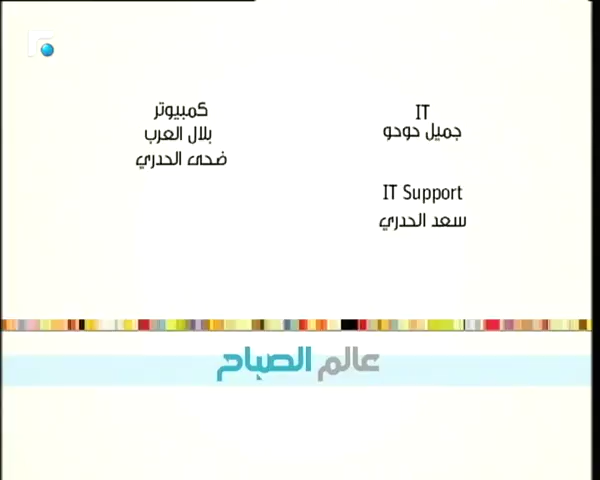 IT
جميل حوحو
IT Support
سعد الحدري
كمبيوتر
بلال العرب
ضحى الحدري
عالم الصباح